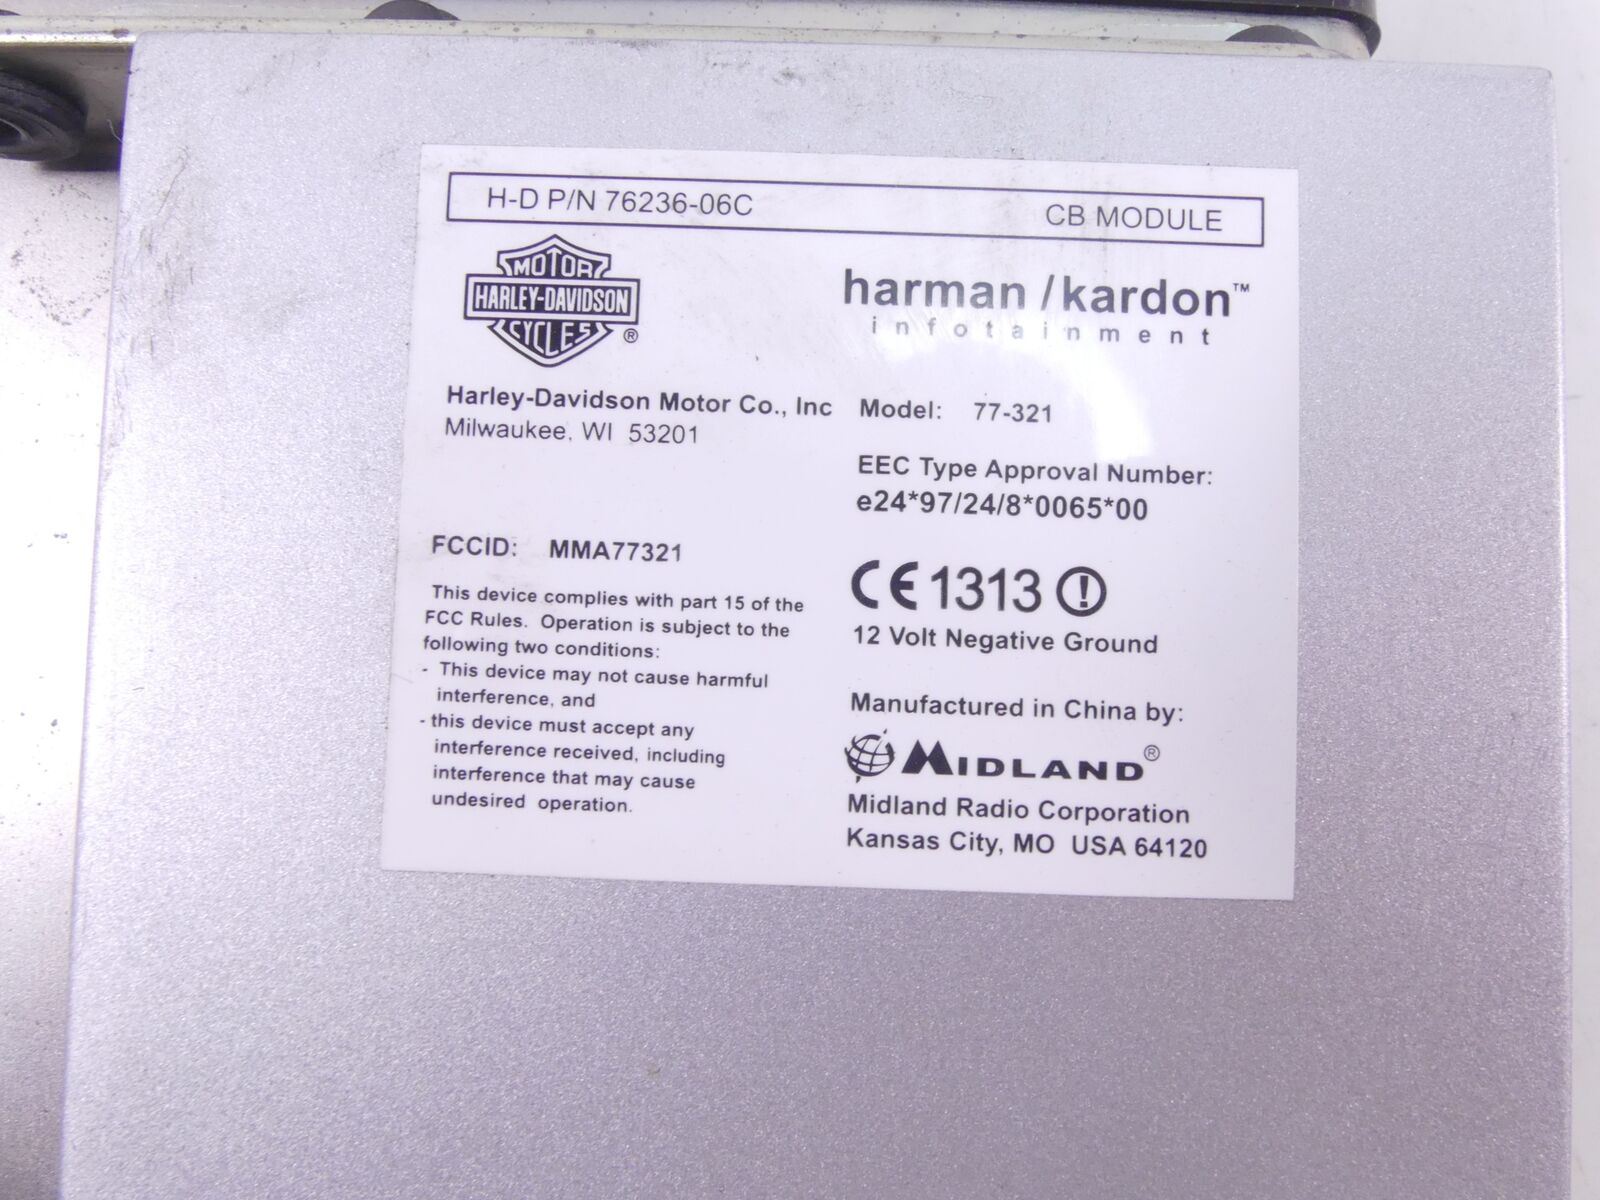 H-D P/N 76236-06C CB MODULE
MOTOR
HARLEY-DAVIDSON
CYCLES ®
harman/kardon™
infotainment
Harley-Davidson Motor Co., Inc
Milwaukee, WI 53201
Model: 77-321
EEC Type Approval Number:
e24*97/24/8*0065*00
FCCID: MMA77321
This device complies with part 15 of the
FCC Rules. Operation is subject to the
following two conditions:
- This device may not cause harmful
interference, and
- this device must accept any
interference received, including
interference that may cause
undesired operation.
CE 1313
12 Volt Negative Ground
Manufactured in China by:
MIDLAND®
Midland Radio Corporation
Kansas City, MO USA 64120